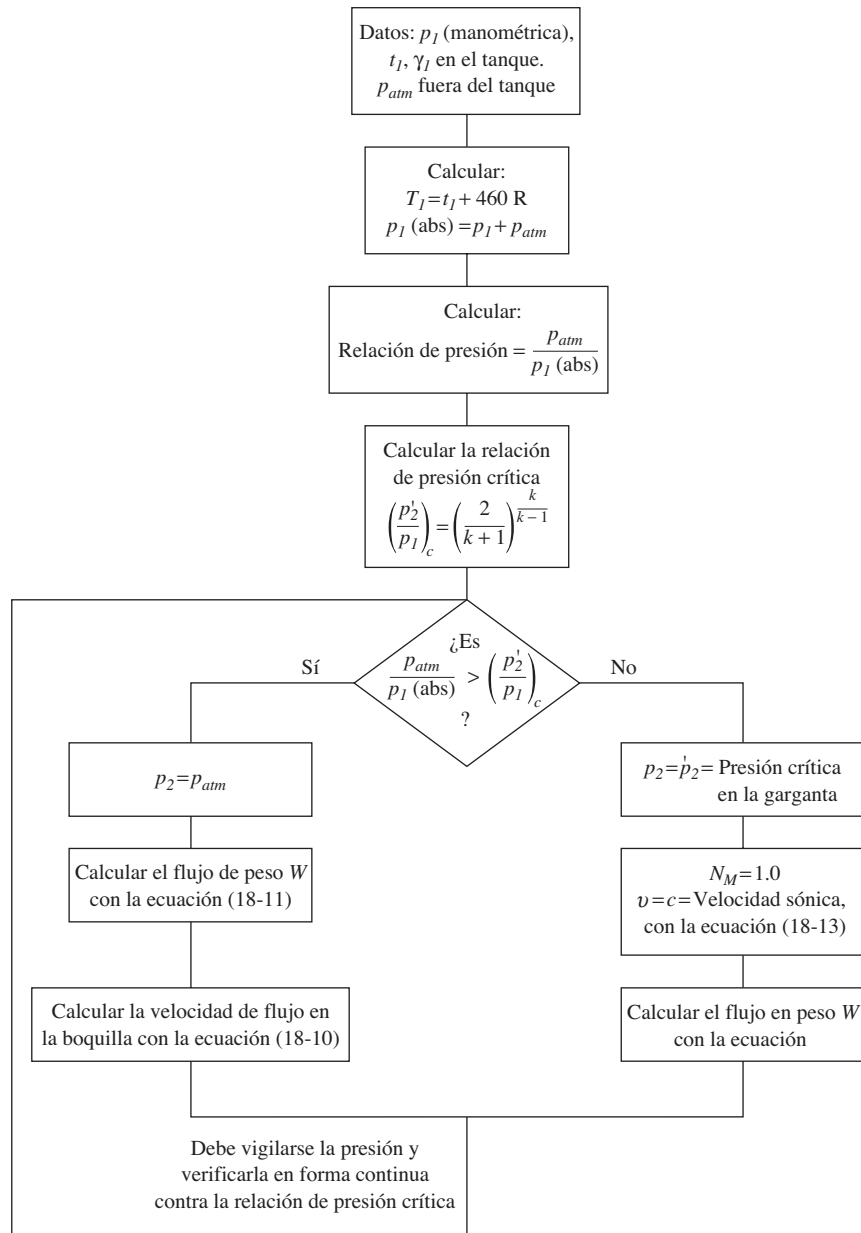 Datos: p₁ (manométrica),
t₁, γ₁ en el tanque.
pₐₜₘ fuera del tanque
Calcular:
T₁=t₁+ 460 R
p₁ (abs) =p₁+ pₐₜₘ
Calcular:
Relación de presión = pₐₜₘ / p₁ (abs)
Calcular la relación
de presión crítica
(p'₂ / p₁)c = (2 / k + 1)^(k / k − 1)
¿Es
Sí
pₐₜₘ / p₁ (abs) > (p'₂ / p₁)c
No
?
p₂=pₐₜₘ
Calcular el flujo de peso W
con la ecuación (18-11)
Calcular la velocidad de flujo en
la boquilla con la ecuación (18-10)
p₂=p'₂= Presión crítica
en la garganta
N_M=1.0
υ=c=Velocidad sónica,
con la ecuación (18-13)
Calcular el flujo en peso W
con la ecuación
Debe vigilarse la presión y
verificarla en forma continua
contra la relación de presión crítica